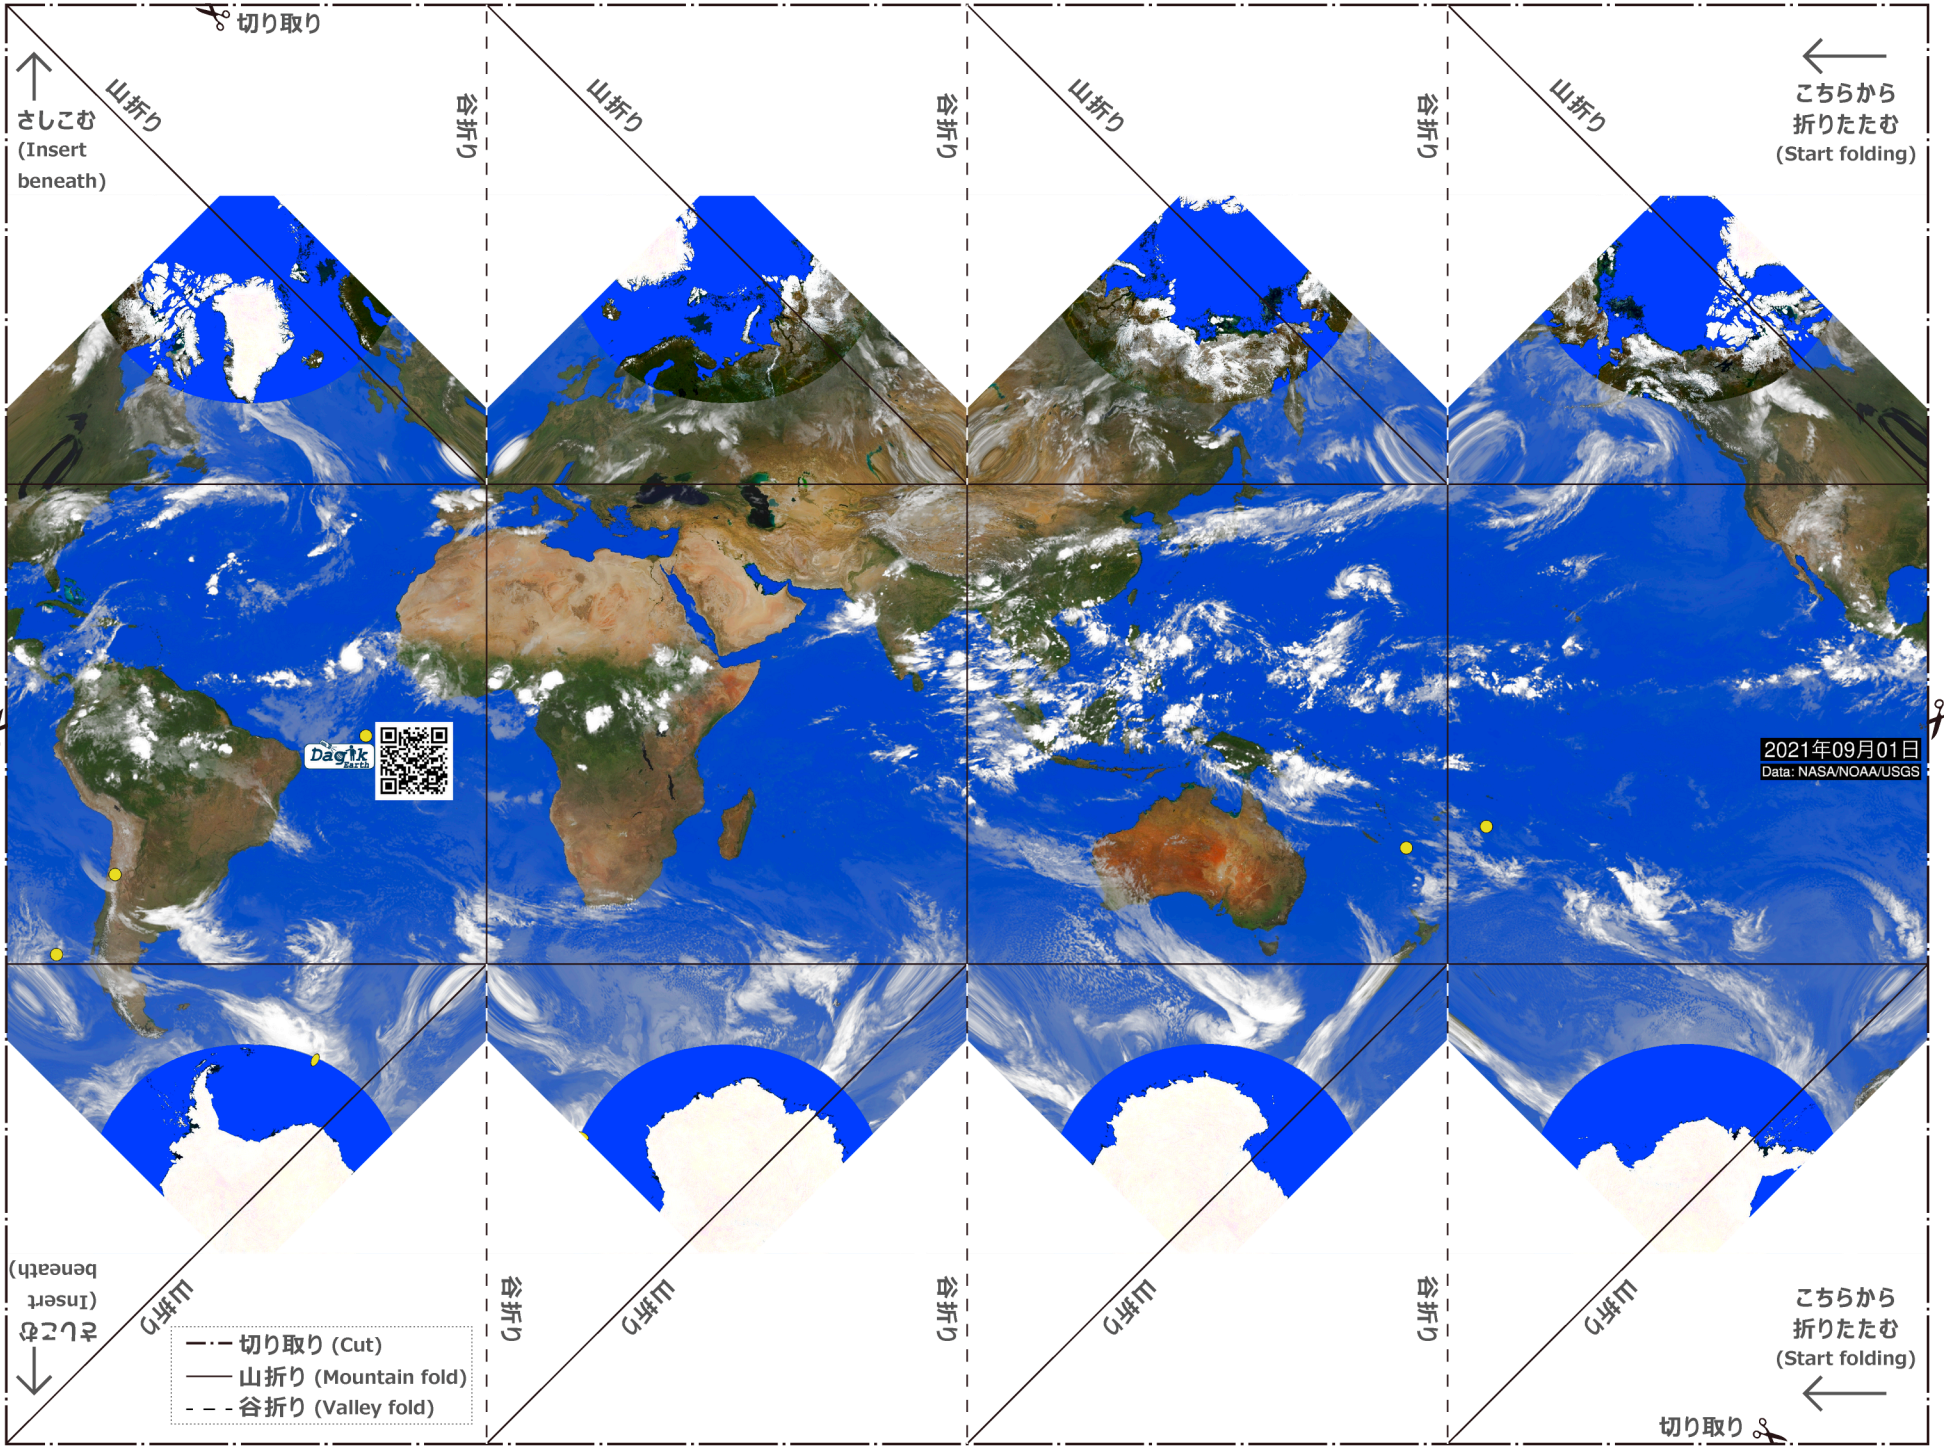 切り取り
さしこむ
(Insert
beneath)
山折り
谷折り
山折り
谷折り
山折り
谷折り
山折り
こちらから
折りたたむ
(Start folding)
Dagik
Earth
2021年09月01日
Data: NASA/NOAA/USGS
さしこむ
(Insert
beneath)
山折り
谷折り
山折り
谷折り
山折り
谷折り
山折り
こちらから
折りたたむ
(Start folding)
切り取り (Cut)
山折り (Mountain fold)
谷折り (Valley fold)
切り取り